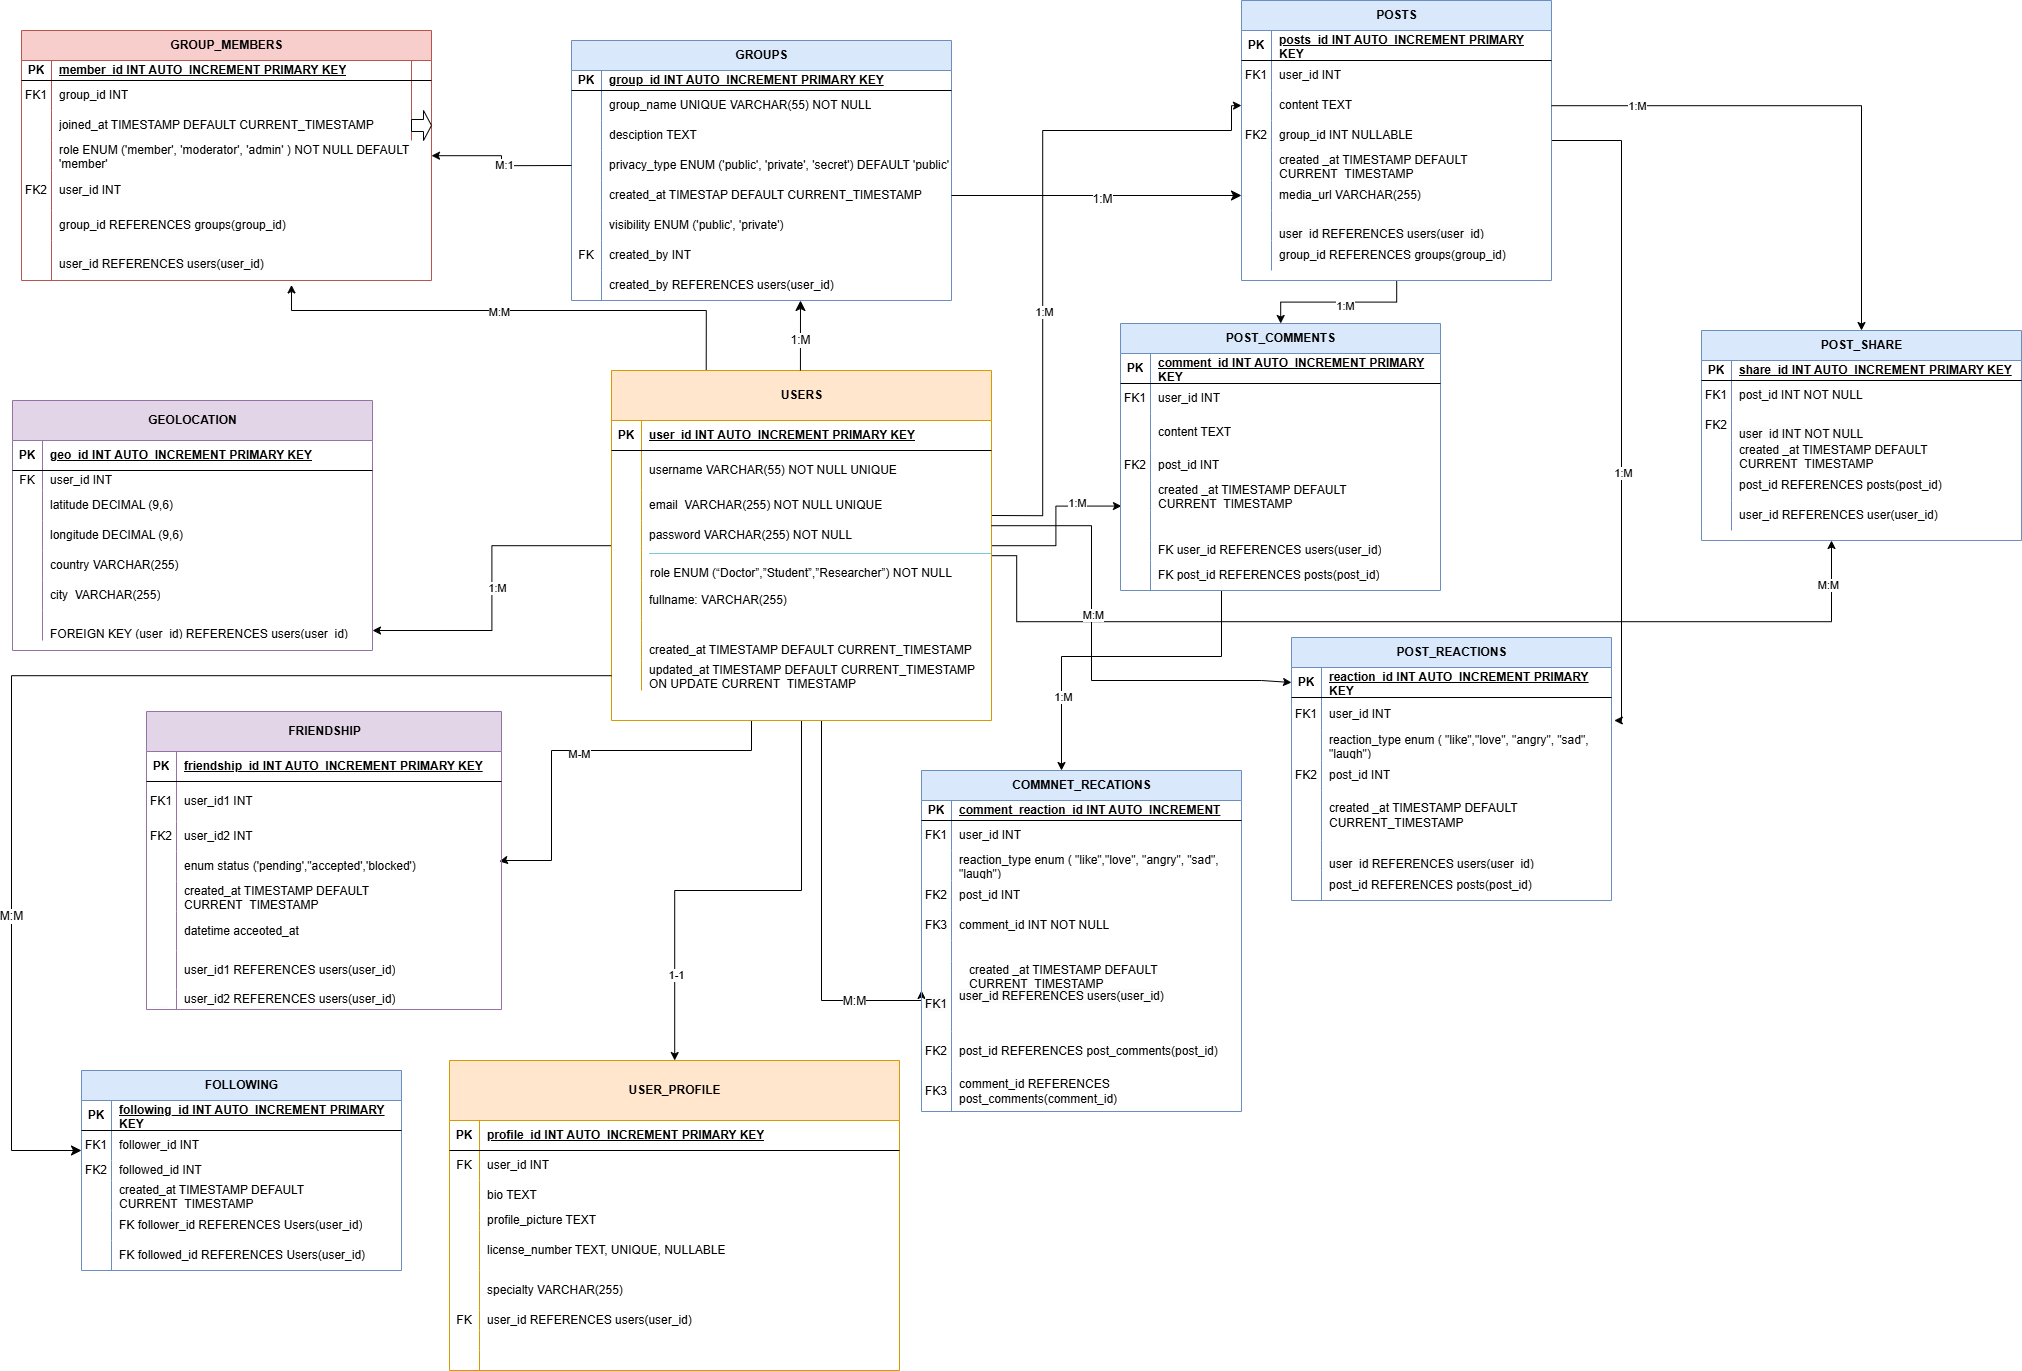 GROUP_MEMBERS
PK member_id INT AUTO_INCREMENT PRIMARY KEY
FK1 group_id INT
joined_at TIMESTAMP DEFAULT CURRENT_TIMESTAMP
role ENUM ('member', 'moderator', 'admin' ) NOT NULL DEFAULT
'member'
FK2 user_id INT
group_id REFERENCES groups(group_id)
user_id REFERENCES users(user_id)
M:1
GROUPS
PK group_id INT AUTO_INCREMENT PRIMARY KEY
group_name UNIQUE VARCHAR(55) NOT NULL
desciption TEXT
privacy_type ENUM ('public', 'private', 'secret') DEFAULT 'public'
created_at TIMESTAP DEFAULT CURRENT_TIMESTAMP
visibility ENUM ('public', 'private')
FK created_by INT
created_by REFERENCES users(user_id)
1:M
POSTS
PK posts_id INT AUTO_INCREMENT PRIMARY
KEY
FK1 user_id INT
content TEXT
FK2 group_id INT NULLABLE
created _at TIMESTAMP DEFAULT
CURRENT_TIMESTAMP
media_url VARCHAR(255)
user_id REFERENCES users(user_id)
group_id REFERENCES groups(group_id)
1:M
M:M
1:M
1:M
1:M
POST_COMMENTS
PK comment_id INT AUTO_INCREMENT PRIMARY
KEY
FK1 user_id INT
content TEXT
FK2 post_id INT
created _at TIMESTAMP DEFAULT
CURRENT_TIMESTAMP
FK user_id REFERENCES users(user_id)
FK post_id REFERENCES posts(post_id)
POST_SHARE
PK share_id INT AUTO_INCREMENT PRIMARY KEY
FK1 post_id INT NOT NULL
FK2
user_id INT NOT NULL
created _at TIMESTAMP DEFAULT
CURRENT_TIMESTAMP
post_id REFERENCES posts(post_id)
user_id REFERENCES user(user_id)
GEOLOCATION
PK geo_id INT AUTO_INCREMENT PRIMARY KEY
FK user_id INT
latitude DECIMAL (9,6)
longitude DECIMAL (9,6)
country VARCHAR(255)
city VARCHAR(255)
FOREIGN KEY (user_id) REFERENCES users(user_id)
1:M
USERS
PK user_id INT AUTO_INCREMENT PRIMARY KEY
username VARCHAR(55) NOT NULL UNIQUE
email VARCHAR(255) NOT NULL UNIQUE
password VARCHAR(255) NOT NULL
role ENUM (“Doctor”,”Student”,”Researcher”) NOT NULL
fullname: VARCHAR(255)
created_at TIMESTAMP DEFAULT CURRENT_TIMESTAMP
updated_at TIMESTAMP DEFAULT CURRENT_TIMESTAMP
ON UPDATE CURRENT_TIMESTAMP
1:M
1:M
M:M
M:M
1:M
POST_REACTIONS
PK reaction_id INT AUTO_INCREMENT PRIMARY
KEY
FK1 user_id INT
reaction_type enum ( "like","love", "angry", "sad",
"laugh")
FK2 post_id INT
created _at TIMESTAMP DEFAULT
CURRENT_TIMESTAMP
user_id REFERENCES users(user_id)
post_id REFERENCES posts(post_id)
FRIENDSHIP
PK friendship_id INT AUTO_INCREMENT PRIMARY KEY
FK1 user_id1 INT
FK2 user_id2 INT
enum status ('pending',"accepted','blocked')
created_at TIMESTAMP DEFAULT
CURRENT_TIMESTAMP
datetime acceoted_at
user_id1 REFERENCES users(user_id)
user_id2 REFERENCES users(user_id)
M-M
M:M
1-1
M:M
COMMNET_RECATIONS
PK comment_reaction_id INT AUTO_INCREMENT
FK1 user_id INT
reaction_type enum ( "like","love", "angry", "sad",
"laugh")
FK2 post_id INT
FK3 comment_id INT NOT NULL
created _at TIMESTAMP DEFAULT
CURRENT_TIMESTAMP
FK1 user_id REFERENCES users(user_id)
FK2 post_id REFERENCES post_comments(post_id)
FK3 comment_id REFERENCES
post_comments(comment_id)
FOLLOWING
PK following_id INT AUTO_INCREMENT PRIMARY
KEY
FK1 follower_id INT
FK2 followed_id INT
created_at TIMESTAMP DEFAULT
CURRENT_TIMESTAMP
FK follower_id REFERENCES Users(user_id)
FK followed_id REFERENCES Users(user_id)
USER_PROFILE
PK profile_id INT AUTO_INCREMENT PRIMARY KEY
FK user_id INT
bio TEXT
profile_picture TEXT
license_number TEXT, UNIQUE, NULLABLE
specialty VARCHAR(255)
FK user_id REFERENCES users(user_id)